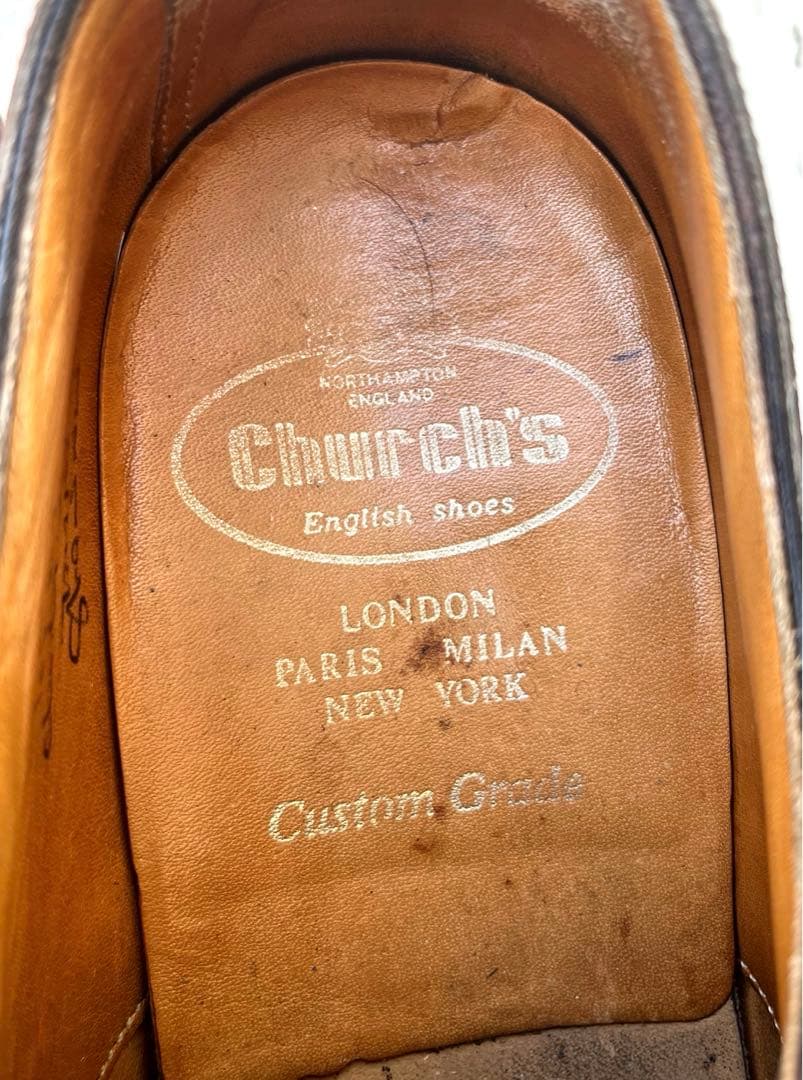 NORTHAMPTON
ENGLAND
Church's
English shoes
LONDON
PARIS MILAN
NEW YORK
Custom Grade